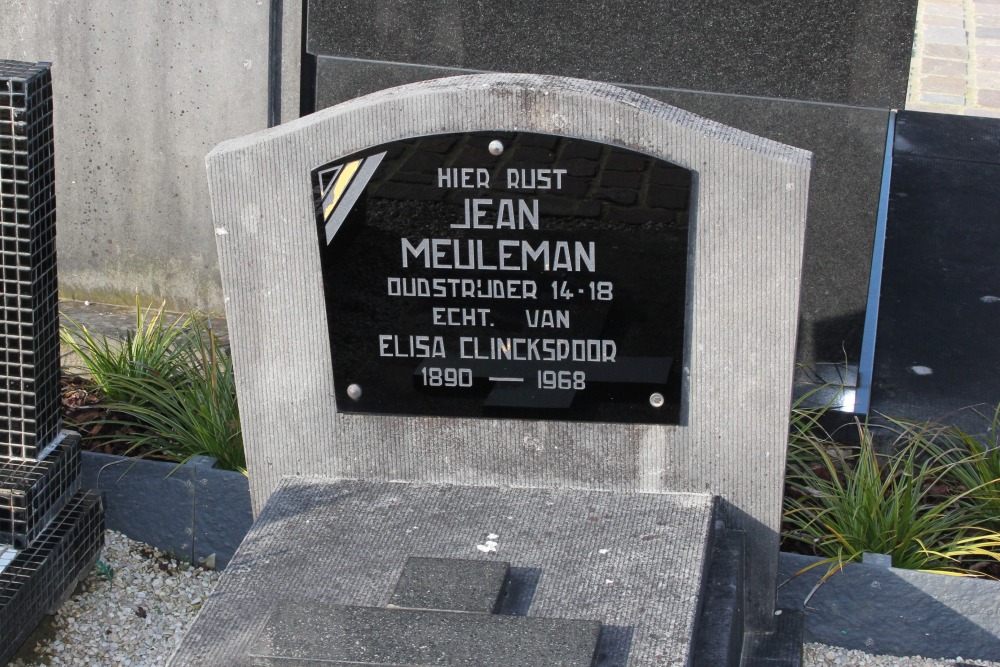 HIER RUST
JEAN
MEULEMAN
OUDSTRIJDER 14-18
ECHT. VAN
ELISA CLINCKSPOOR
1890 — 1968